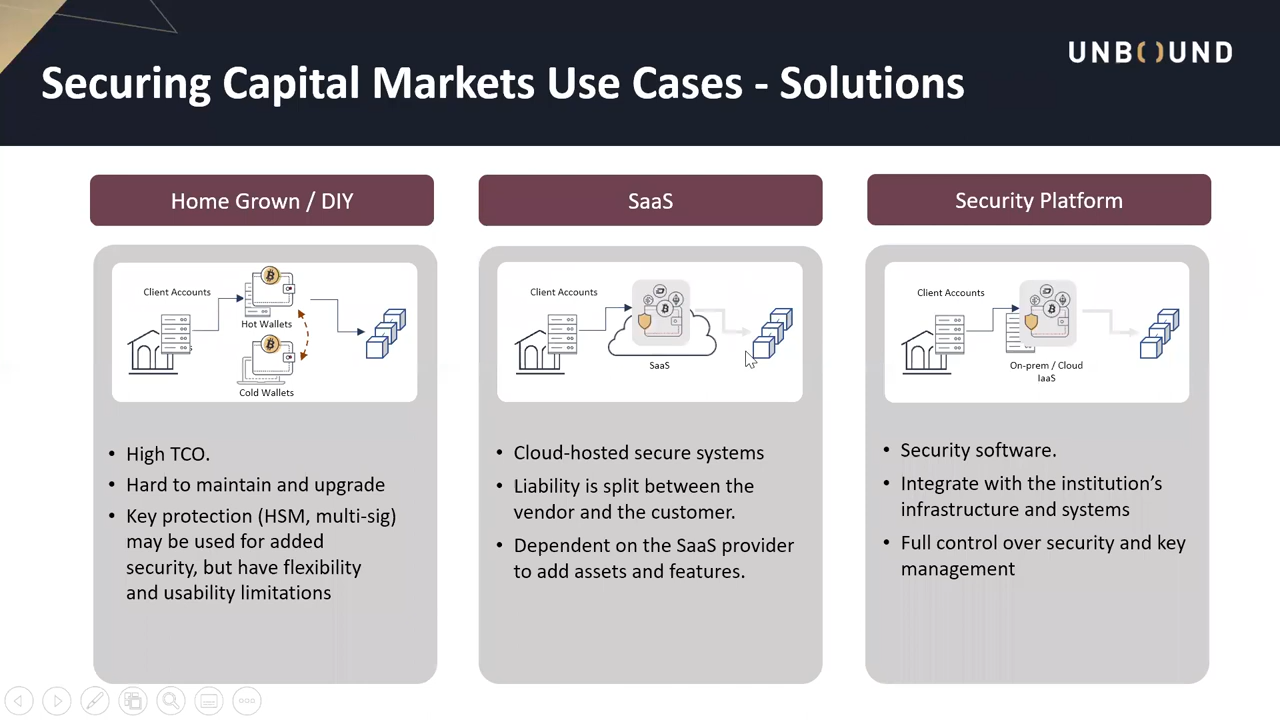 UNBOUND
Securing Capital Markets Use Cases - Solutions
Home Grown / DIY
Client Accounts
Hot Wallets
Cold Wallets
• High TCO.
• Hard to maintain and upgrade
• Key protection (HSM, multi-sig)
may be used for added
security, but have flexibility
and usability limitations
SaaS
Client Accounts
SaaS
• Cloud-hosted secure systems
• Liability is split between the
vendor and the customer.
• Dependent on the SaaS provider
to add assets and features.
Security Platform
Client Accounts
On-prem / Cloud
IaaS
• Security software.
• Integrate with the institution’s
infrastructure and systems
• Full control over security and key
management